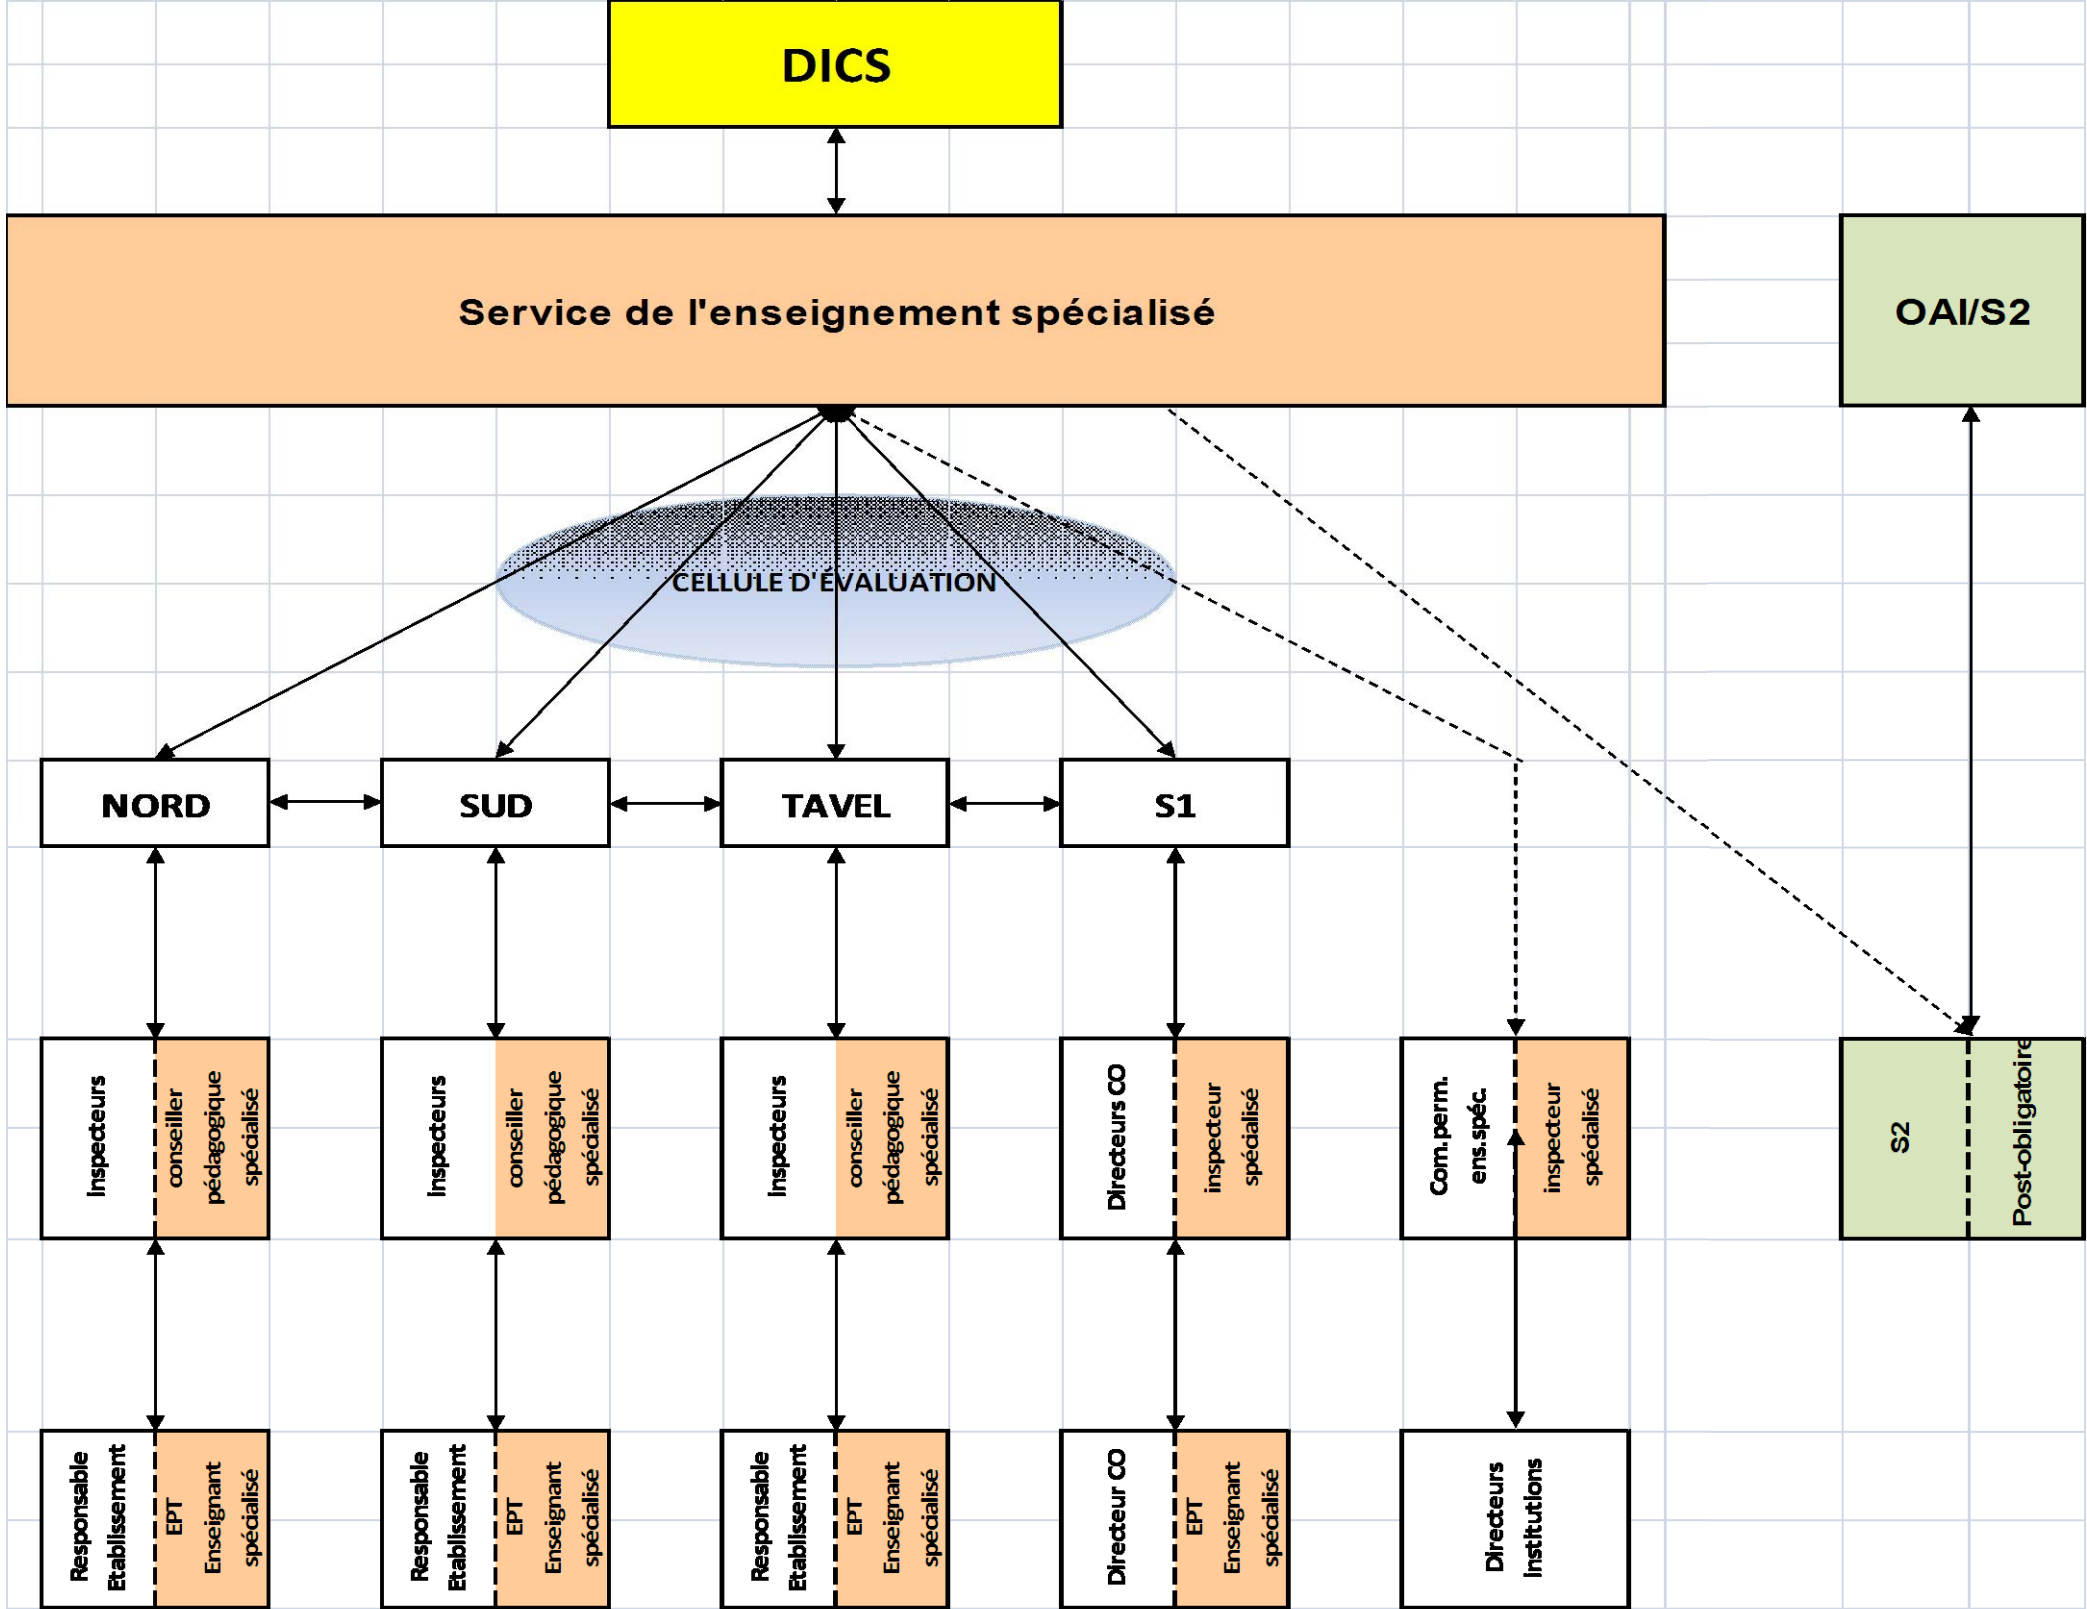 DICS
Service de l'enseignement spécialisé
OAI/S2
CELLULE D'ÉVALUATION
NORD
SUD
TAVEL
S1
Inspecteurs
conseiller
pédagogique
spécialisé
Inspecteurs
conseiller
pédagogique
spécialisé
Inspecteurs
conseiller
pédagogique
spécialisé
Directeurs CO
inspecteur
spécialisé
Com.perm.
ens.spéc.
inspecteur
spécialisé
S2
Post-obligatoire
Responsable
Etablissement
EPT
Enseignant
spécialisé
Responsable
Etablissement
EPT
Enseignant
spécialisé
Responsable
Etablissement
EPT
Enseignant
spécialisé
Directeur CO
EPT
Enseignant
spécialisé
Directeurs
institutions